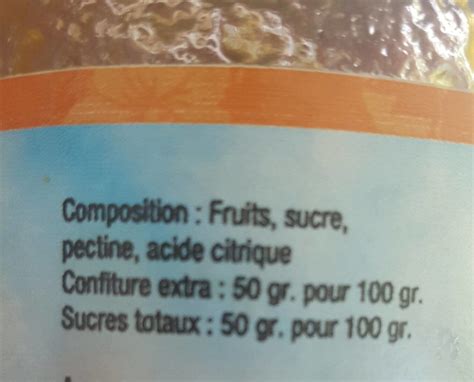 Composition : Fruits, sucre,
pectine, acide citrique
Confiture extra : 50 gr. pour 100 gr.
Sucres totaux : 50 gr. pour 100 gr.